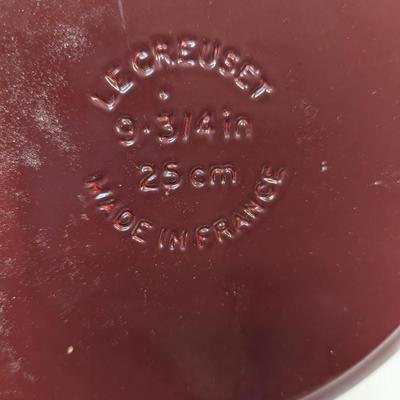 LE CREUSET
9·3/4 in
25 cm
MADE IN FRANCE